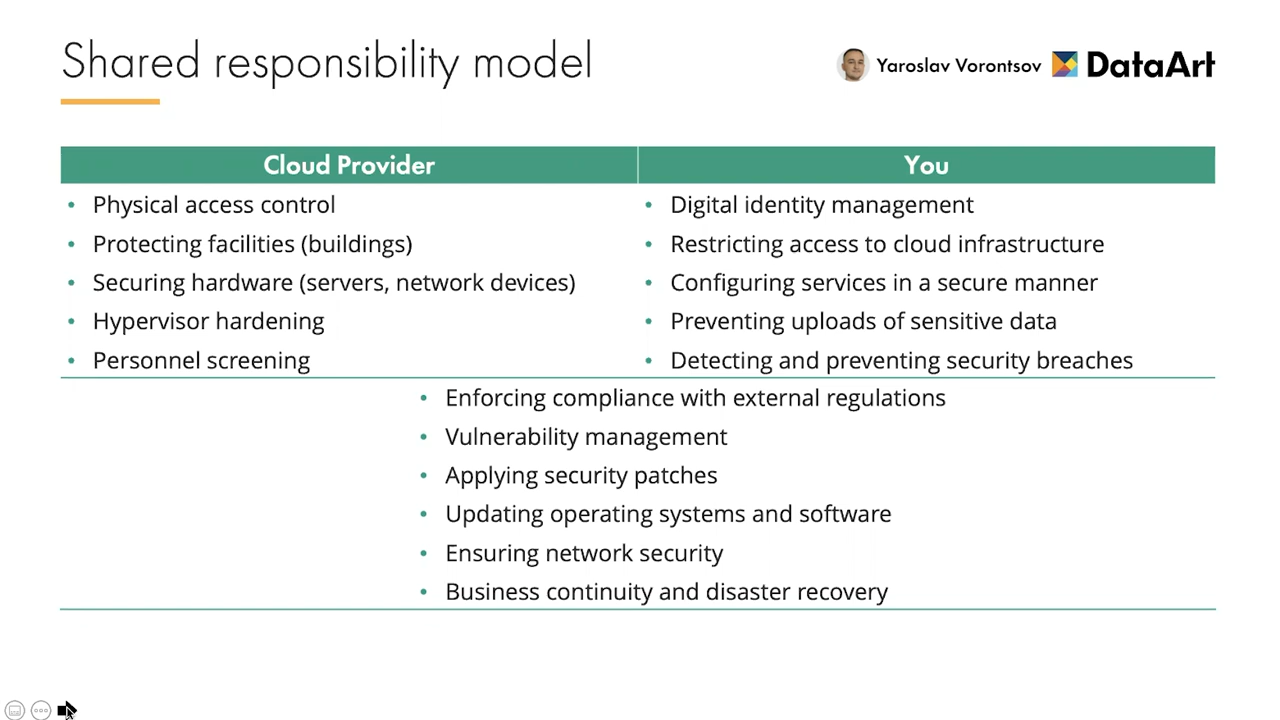 Shared responsibility model
Yaroslav Vorontsov DataArt
Cloud Provider
You
• Physical access control
• Protecting facilities (buildings)
• Securing hardware (servers, network devices)
• Hypervisor hardening
• Personnel screening
• Digital identity management
• Restricting access to cloud infrastructure
• Configuring services in a secure manner
• Preventing uploads of sensitive data
• Detecting and preventing security breaches
• Enforcing compliance with external regulations
• Vulnerability management
• Applying security patches
• Updating operating systems and software
• Ensuring network security
• Business continuity and disaster recovery